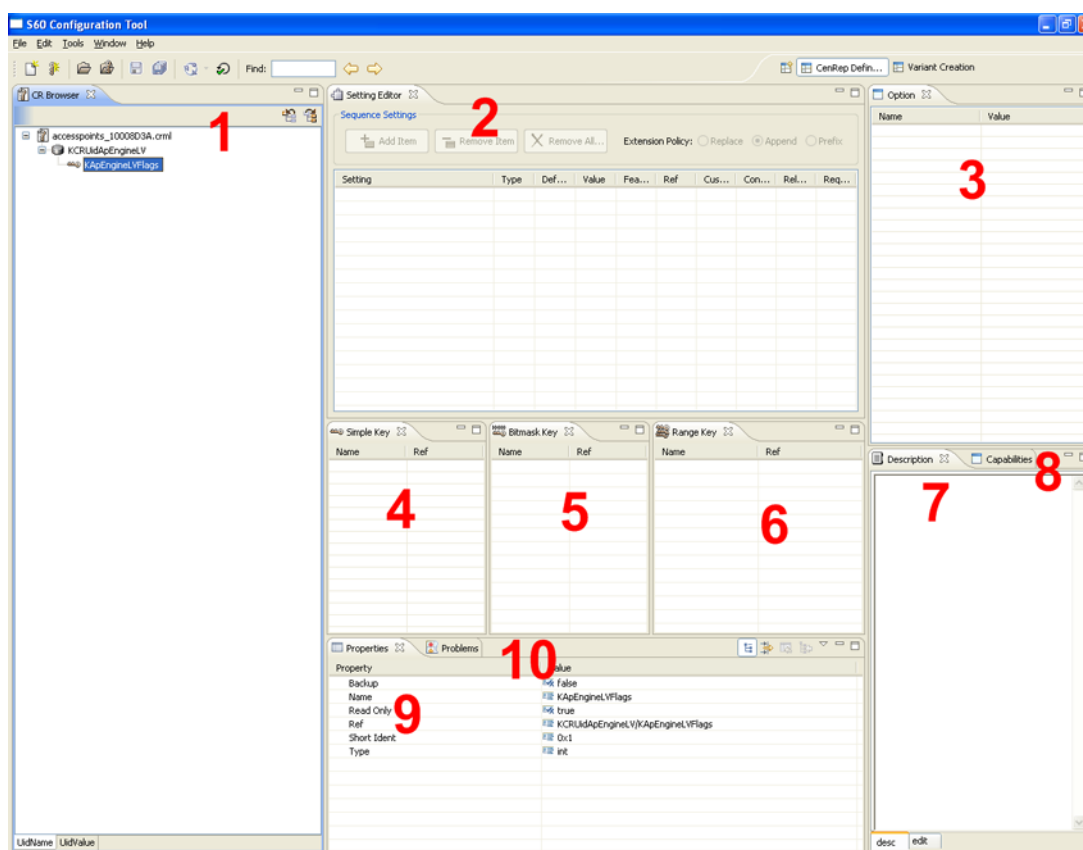 S60 Configuration Tool
File Edit Tools Window Help
Find:
CenRep Defin...
Variant Creation
CR Browser
1
accesspoints_10008D3A.crml
KCRUidApEngineLV
KApEngineLVFlags
UidName UidValue
Setting Editor
2
Sequence Settings
Add Item
Remove Item
Remove All...
Extension Policy: Replace Append Prefix
Setting Type Def... Value Fea... Ref Cus... Con... Rel... Req...
Option
Name Value
3
Simple Key
Name Ref
4
Bitmask Key
Name Ref
5
Range Key
Name Ref
6
Description Capabilities
7
8
desc edit
Properties Problems
10
Property Value
Backup false
Name KApEngineLVFlags
Read Only true
9
Ref KCRUidApEngineLV/KApEngineLVFlags
Short Ident 0x1
Type int